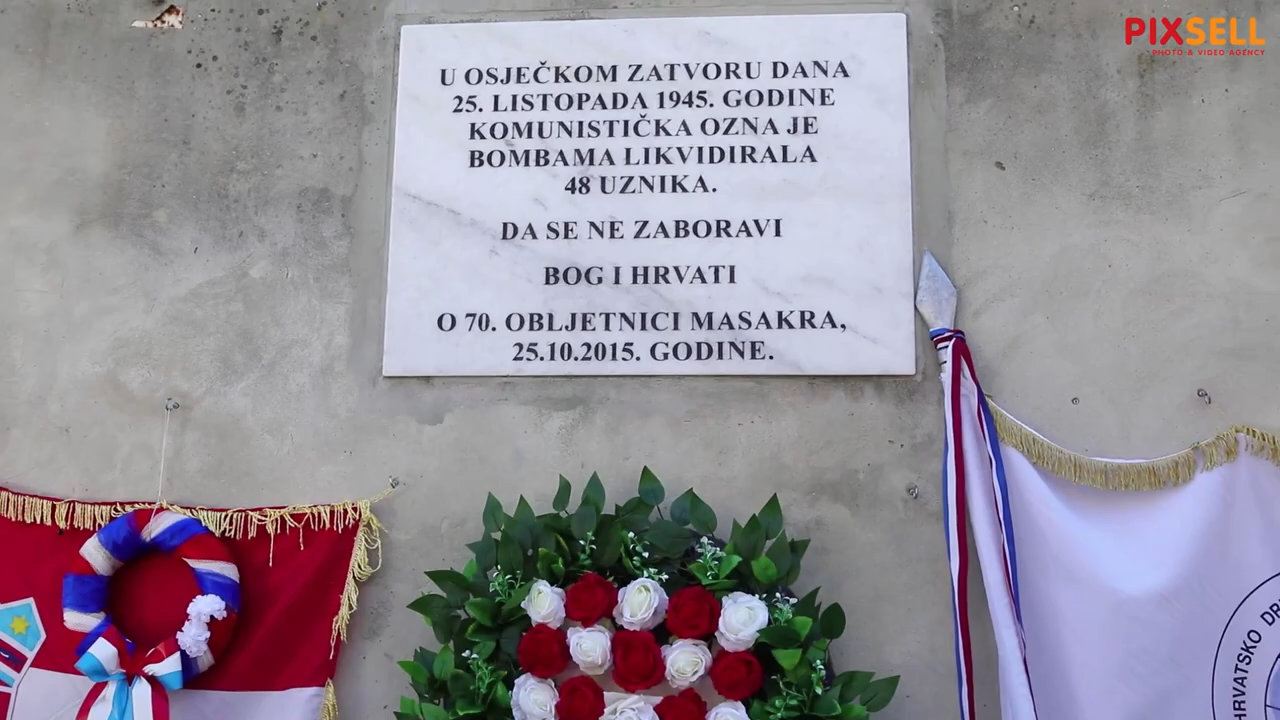 PIXSELL
PHOTO & VIDEO AGENCY
U OSJEČKOM ZATVORU DANA
25. LISTOPADA 1945. GODINE
KOMUNISTIČKA OZNA JE
BOMBAMA LIKVIDIRALA
48 UZNIKA.
DA SE NE ZABORAVI
BOG I HRVATI
O 70. OBLJETNICI MASAKRA,
25.10.2015. GODINE.
HRVATSKO